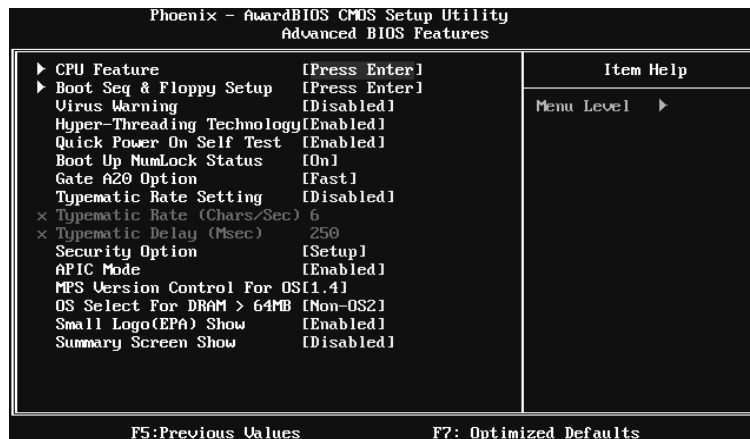 Phoenix - AwardBIOS CMOS Setup Utility
Advanced BIOS Features
▶ CPU Feature [Press Enter]
▶ Boot Seq & Floppy Setup [Press Enter]
Virus Warning [Disabled]
Hyper-Threading Technology[Enabled]
Quick Power On Self Test [Enabled]
Boot Up NumLock Status [On]
Gate A20 Option [Fast]
Typematic Rate Setting [Disabled]
x Typematic Rate (Chars/Sec) 6
x Typematic Delay (Msec) 250
Security Option [Setup]
APIC Mode [Enabled]
MPS Version Control For OS[1.4]
OS Select For DRAM > 64MB [Non-OS2]
Small Logo(EPA) Show [Enabled]
Summary Screen Show [Disabled]
Item Help
Menu Level ▶
F5:Previous Values F7: Optimized Defaults